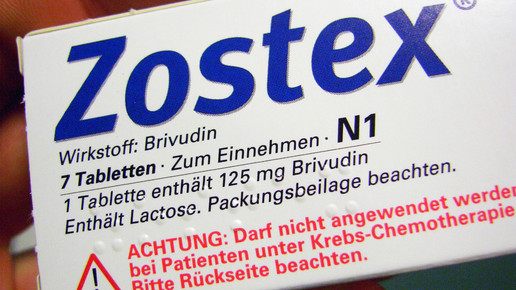 Zostex®
Wirkstoff: Brivudin
7 Tabletten · Zum Einnehmen · N1
1 Tablette enthält 125 mg Brivudin
Enthält Lactose. Packungsbeilage beachten.
ACHTUNG: Darf nicht angewendet werde
bei Patienten unter Krebs-Chemotherapie
Bitte Rückseite beachten.